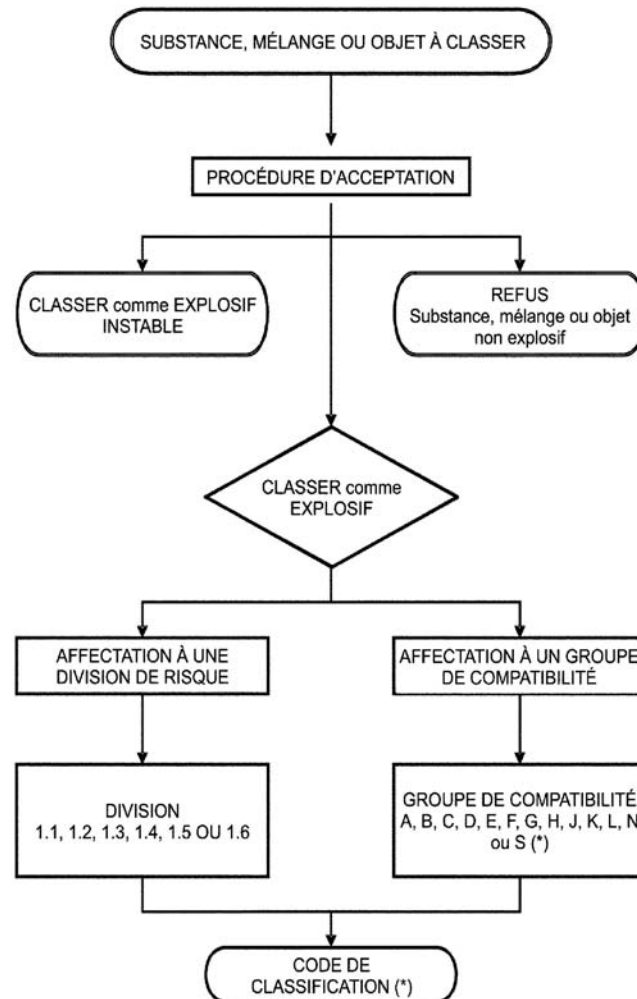 SUBSTANCE, MÉLANGE OU OBJET À CLASSER
PROCÉDURE D'ACCEPTATION
CLASSER comme EXPLOSIF
INSTABLE
REFUS
Substance, mélange ou objet
non explosif
CLASSER comme
EXPLOSIF
AFFECTATION À UNE
DIVISION DE RISQUE
AFFECTATION À UN GROUPE
DE COMPATIBILITÉ
DIVISION
1.1, 1.2, 1.3, 1.4, 1.5 OU 1.6
GROUPE DE COMPATIBILITÉ
A, B, C, D, E, F, G, H, J, K, L, N
ou S (*)
CODE DE
CLASSIFICATION (*)